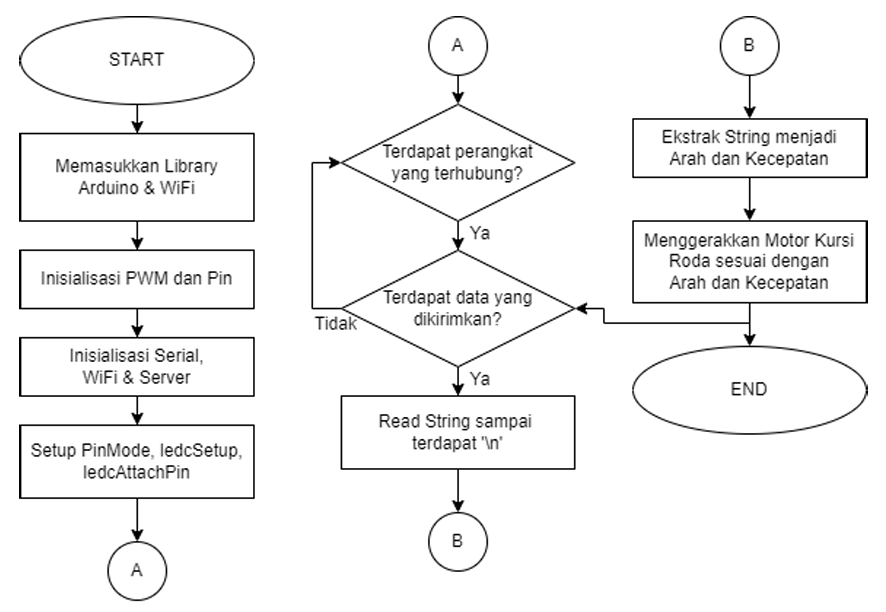 START
Memasukkan Library
Arduino & WiFi
Inisialisasi PWM dan Pin
Inisialisasi Serial,
WiFi & Server
Setup PinMode, ledcSetup,
ledcAttachPin
A
A
Terdapat perangkat
yang terhubung?
Ya
Terdapat data yang
dikirimkan?
Tidak
Ya
Read String sampai
terdapat '\n'
B
B
Ekstrak String menjadi
Arah dan Kecepatan
Menggerakkan Motor Kursi
Roda sesuai dengan
Arah dan Kecepatan
END